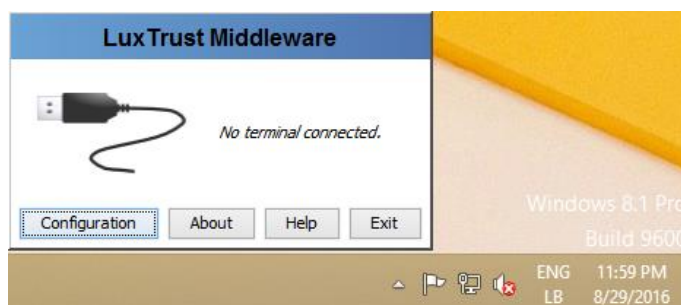 LuxTrust Middleware
No terminal connected.
Configuration About Help Exit
Windows 8.1 Pro
Build 9600
ENG 11:59 PM
LB 8/29/2016